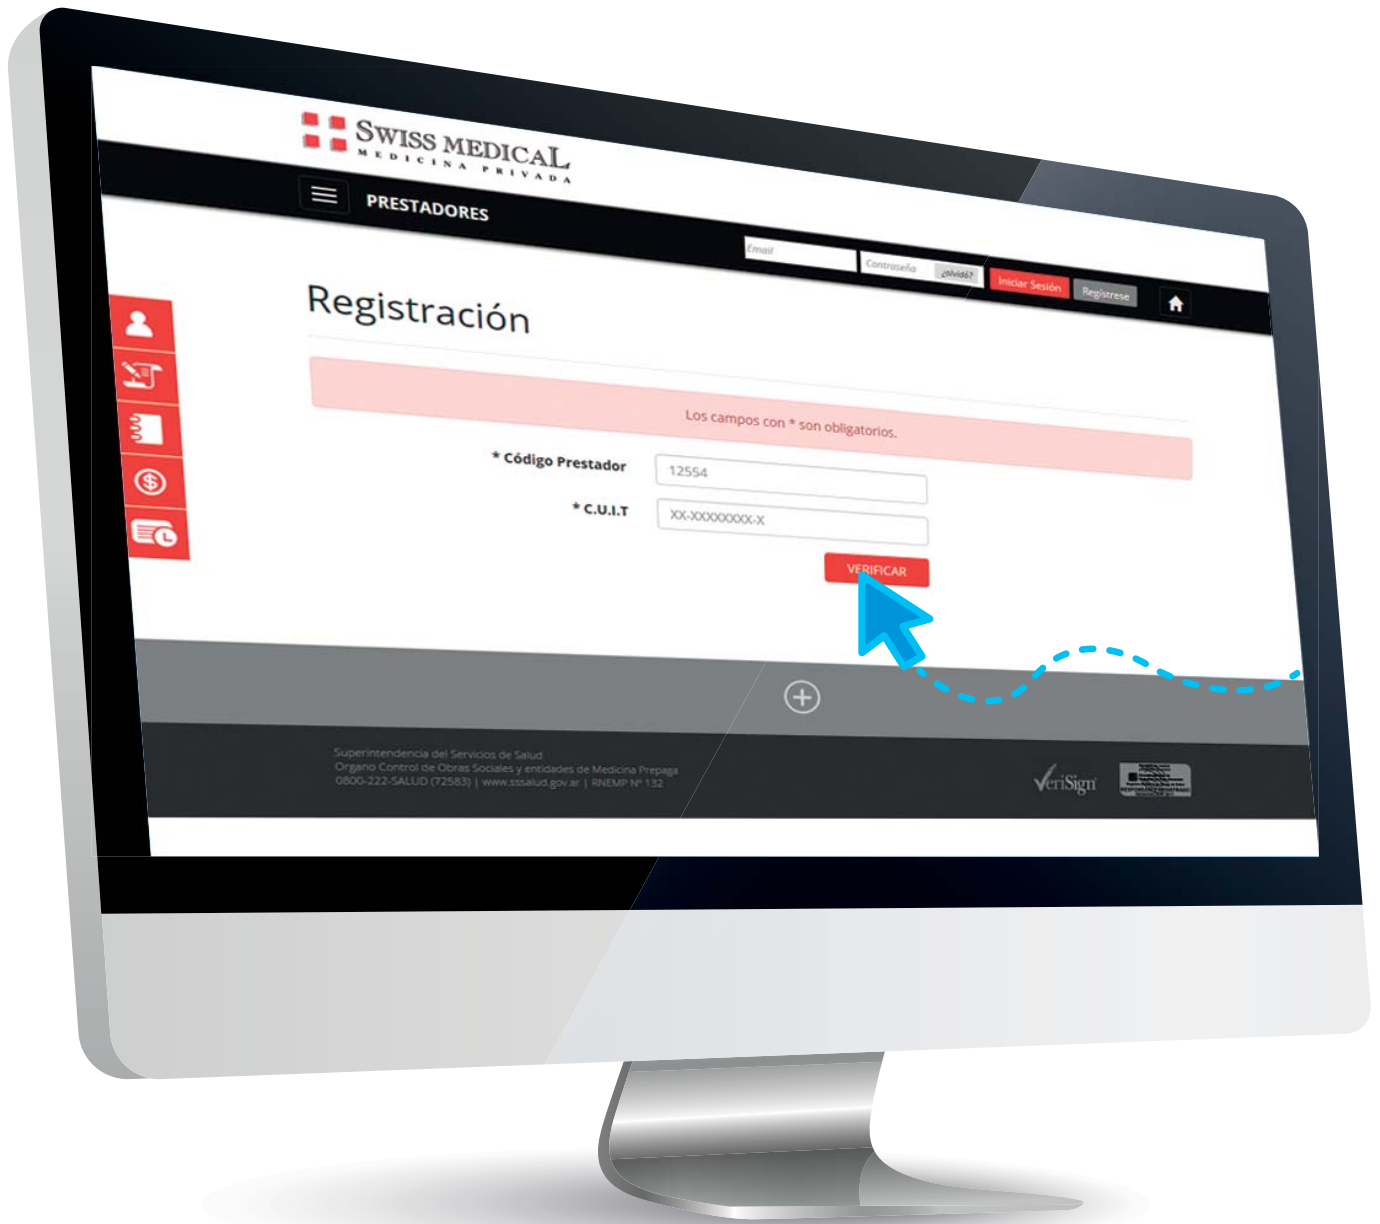 SWISS MEDICAL
MEDICINA PRIVADA
PRESTADORES
Email
Contraseña
¿olvidó?
Iniciar Sesión
Regístrese
Registración
Los campos con * son obligatorios.
* Código Prestador
12554
* C.U.I.T
XX-XXXXXXXX-X
VERIFICAR
Superintendencia del Servicios de Salud
Organo Control de Obras Sociales y entidades de Medicina Prepaga
0800-222-SALUD (72583) | www.sssalud.gov.ar | RNEMP Nº 132
VeriSign